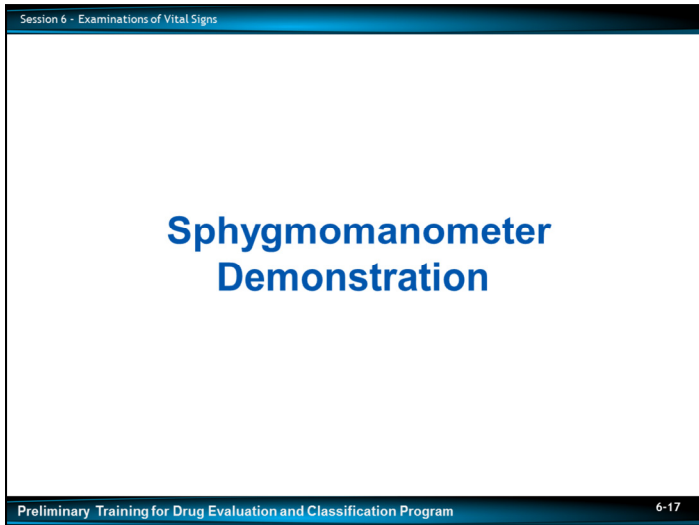 Session 6 - Examinations of Vital Signs
Sphygmomanometer
Demonstration
Preliminary Training for Drug Evaluation and Classification Program
6-17